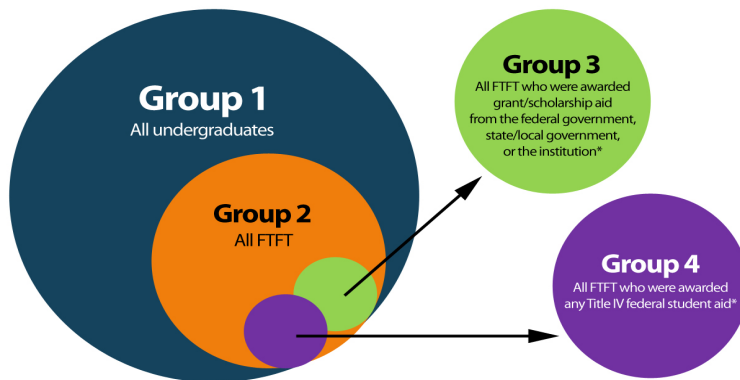 Group 1
All undergraduates
Group 2
All FTFT
Group 3
All FTFT who were awarded
grant/scholarship aid
from the federal government,
state/local government,
or the institution*
Group 4
All FTFT who were awarded
any Title IV federal student aid*